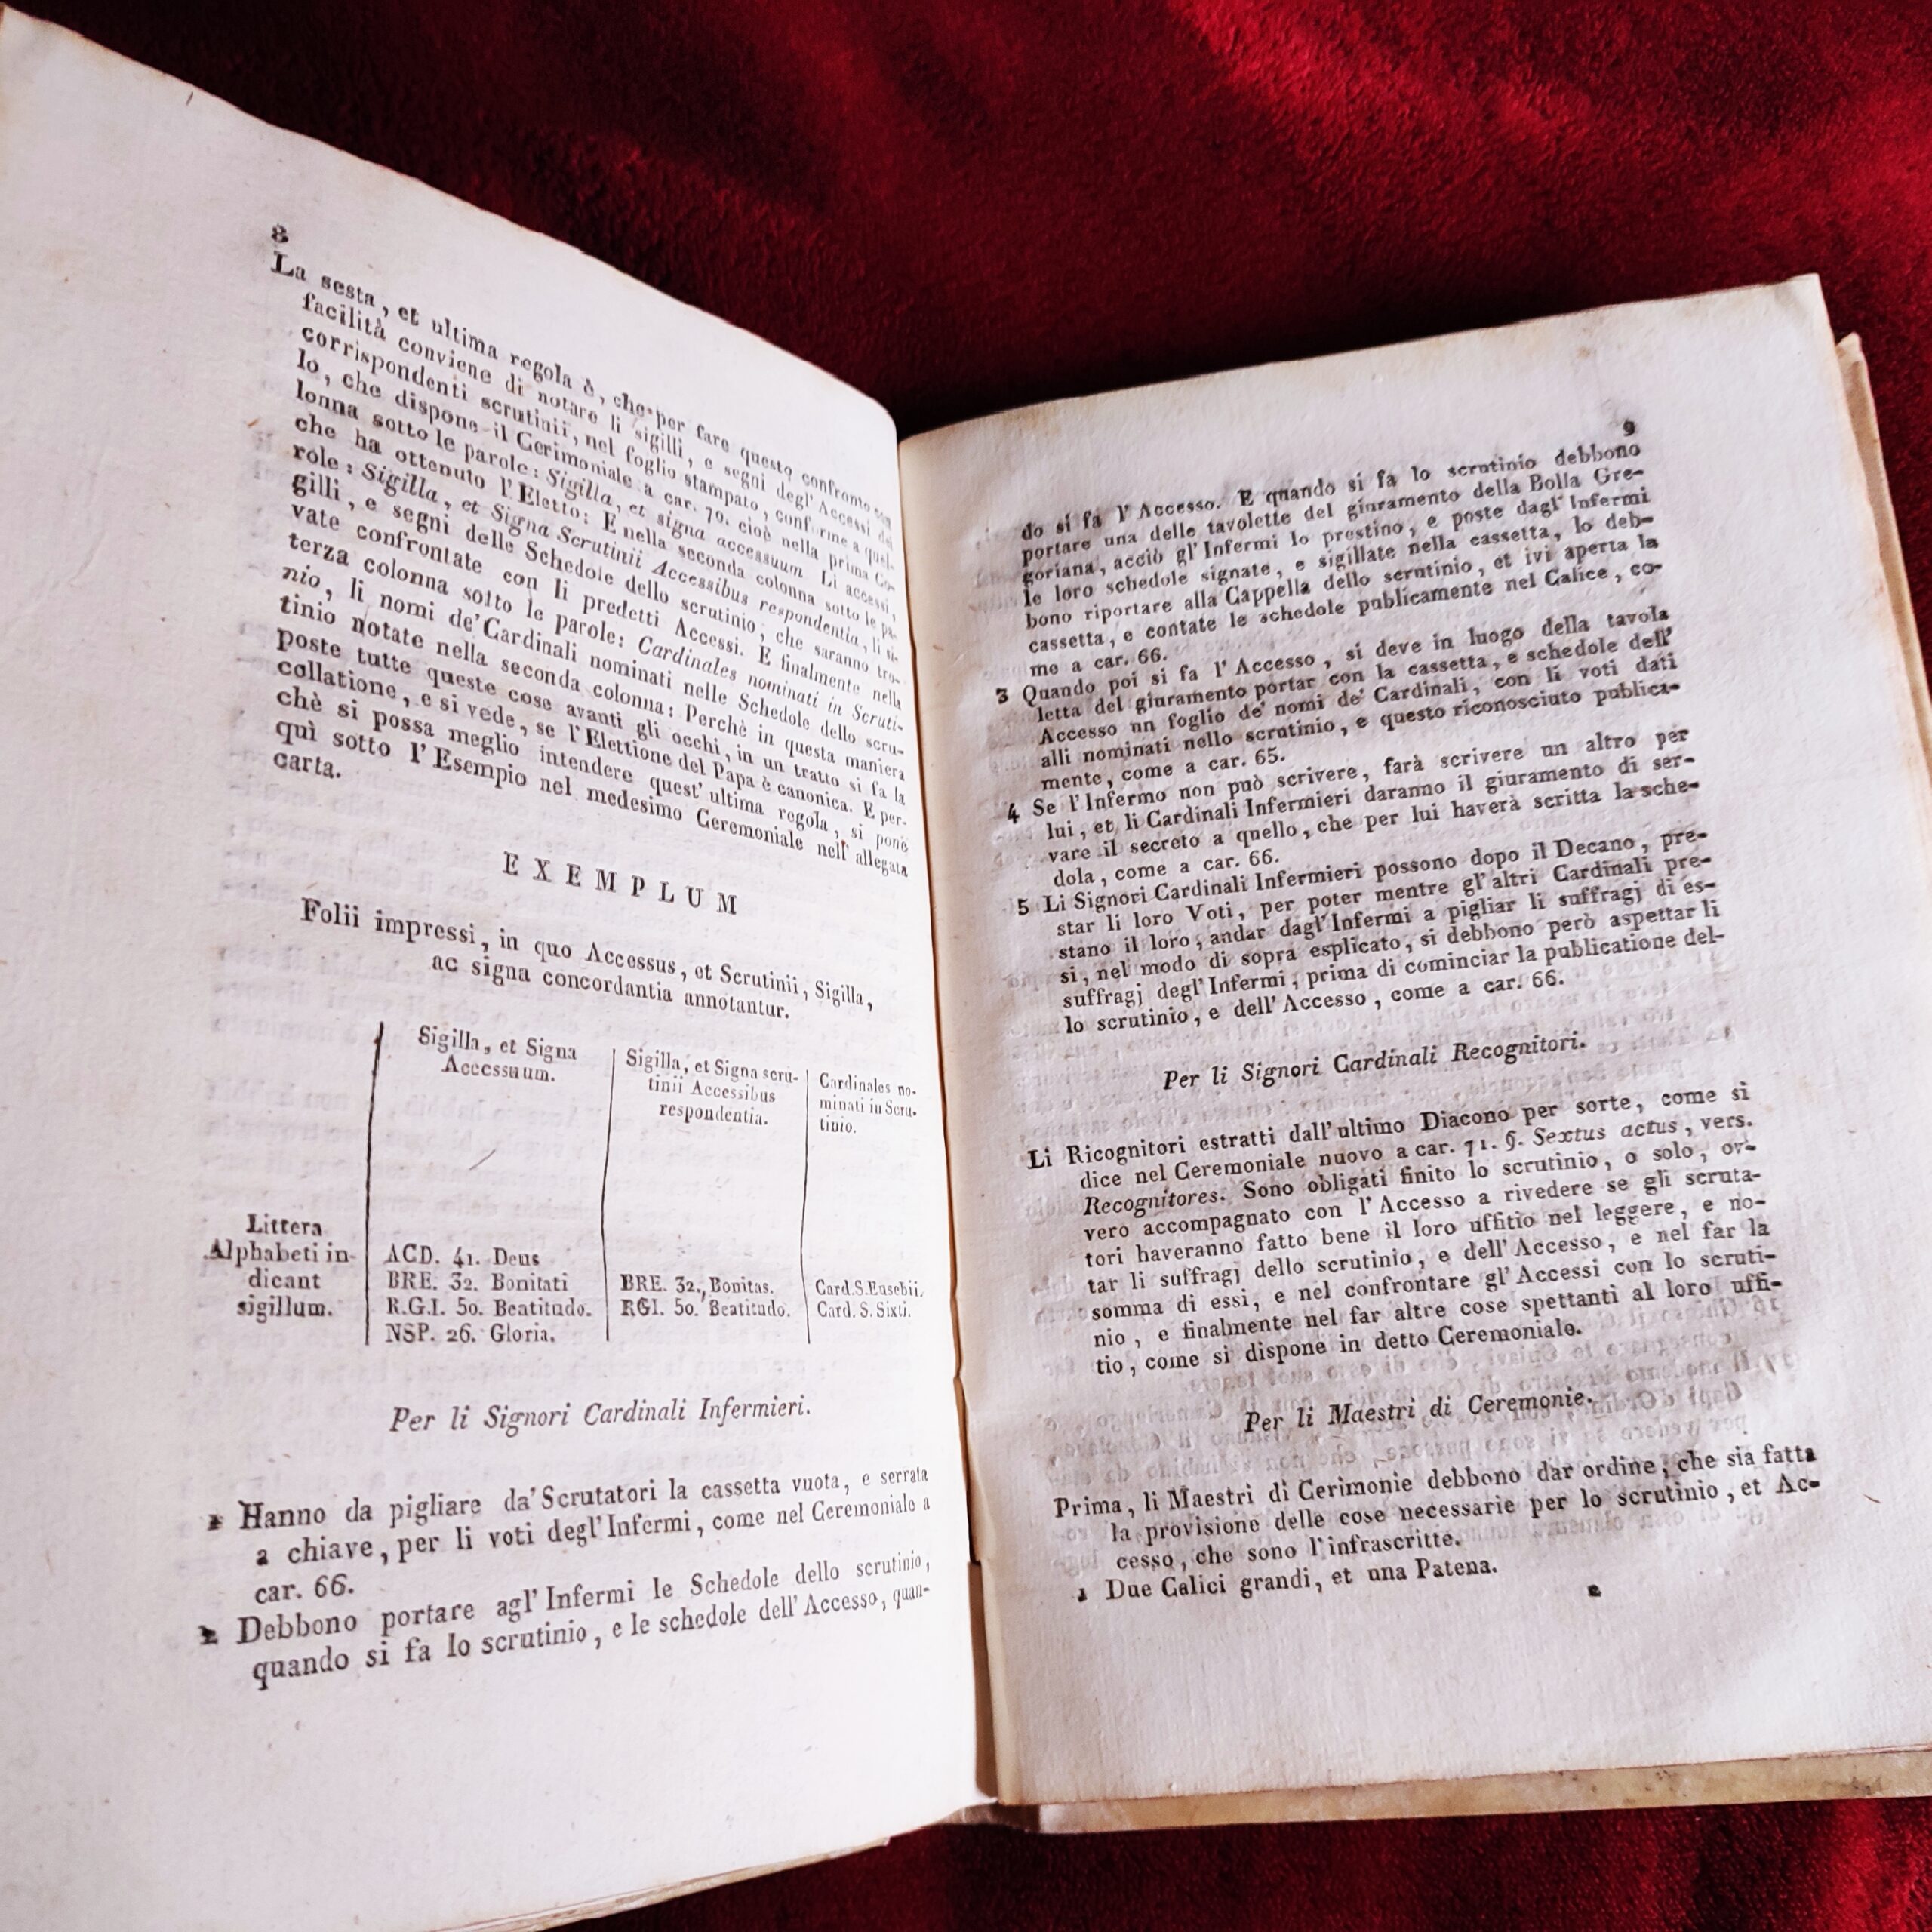 8
La sesta, et ultima regola è, che per fare questo confronto con
facilità conviene di notare li sigilli, e segni degl' Accessi dei
corrispondenti scrutinii, nel foglio stampato, conforme a quel-
lo, che dispone il Cerimoniale a car. 70. cioè nella prima Co-
lonna sotto le parole: Sigilla, et signa accessuum Li accessi,
che ha ottenuto l'Eletto: E nella seconda colonna sotto le pa-
role: Sigilla, et Signa Scrutinii Accessibus respondentia, li si-
gilli, e segni delle Schedole dello scrutinio, che saranno tro-
vate confrontate con li predetti Accessi. E finalmente nella
terza colonna sotto le parole: Cardinales nominati in Scruti-
nio, li nomi de' Cardinali nominati nelle Schedole dello scru-
tinio notate nella seconda colonna: Perchè in questa maniera
poste tutte queste cose avanti gli occhi, in un tratto si fa la
collatione, e si vede, se l'Elettione del Papa è canonica. E per-
chè si possa meglio intendere quest' ultima regola, si pone
quì sotto l'Esempio nel medesimo Ceremoniale nell' allegata
carta.
EXEMPLUM
Folii impressi, in quo Accessus, et Scrutinii, Sigilla,
ac signa concordantia annotantur.
Sigilla, et Signa
Accessuum.
Sigilla, et Signa scru-
tinii Accessibus
respondentia.
Cardinales no-
minati in Scru-
tinio.
Littera
Alphabeti in-
dicant
sigillum.
ACD. 41. Deus
BRE. 32. Bonitati
R.G.I. 50. Beatitudo.
NSP. 26. Gloria.
BRE. 32., Bonitas.
RGI. 50. Beatitudo.
Card.S.Eusebii.
Card. S. Sixti.
Per li Signori Cardinali Infermieri.
1 Hanno da pigliare da' Scrutatori la cassetta vuota, e serrata
a chiave, per li voti degl'Infermi, come nel Ceremoniale a
car. 66.
2 Debbono portare agl' Infermi le Schedole dello scrutinio,
quando si fa lo scrutinio, e le schedole dell'Accesso, quan-
9
do si fa l'Accesso. E quando si fa lo scrutinio debbono
portare una delle tavolette del giuramento della Bolla Gre-
goriana, acciò gl'Infermi lo prestino, e poste dagl'Infermi
le loro schedole signate, e sigillate nella cassetta, lo deb-
bono riportare alla Cappella dello scrutinio, et ivi aperta la
cassetta, e contate le schedole publicamente nel Calice, co-
me a car. 66.
3 Quando poi si fa l'Accesso, si deve in luogo della tavola
letta del giuramento portar con la cassetta, e schedole dell'
Accesso nn foglio de' nomi de' Cardinali, con li voti dati
alli nominati nello scrutinio, e questo riconosciuto publica-
mente, come a car. 65.
4 Se l'Infermo non può scrivere, farà scrivere un altro per
lui, et li Cardinali Infermieri daranno il giuramento di ser-
vare il secreto a quello, che per lui haverà scritta la sche-
dola, come a car. 66.
5 Li Signori Cardinali Infermieri possono dopo il Decano, pre-
star li loro Voti, per poter mentre gl'altri Cardinali pre-
stano il loro, andar dagl'Infermi a pigliar li suffragj di es-
si, nel modo di sopra esplicato, si debbono però aspettar li
suffragj degl'Infermi, prima di cominciar la publicatione del-
lo scrutinio, e dell'Accesso, come a car. 66.
Per li Signori Cardinali Recognitori.
Li Ricognitori estratti dall'ultimo Diacono per sorte, come si
dice nel Ceremoniale nuovo a car. 71. §. Sextus actus, vers.
Recognitores. Sono obligati finito lo scrutinio, o solo, ov-
vero accompagnato con l'Accesso a rivedere se gli scruta-
tori haveranno fatto bene il loro uffitio nel leggere, e no-
tar li suffragj dello scrutinio, e dell'Accesso, e nel far la
somma di essi, e nel confrontare gl'Accessi con lo scruti-
nio, e finalmente nel far altre cose spettanti al loro uffi-
tio, come si dispone in detto Ceremoniale.
Per li Maestri di Ceremonie.
Prima, li Maestri di Cerimonie debbono dar ordine, che sia fatta
la provisione delle cose necessarie per lo scrutinio, et Ac-
cesso, che sono l'infrascritte.
1 Due Calici grandi, et una Patena.